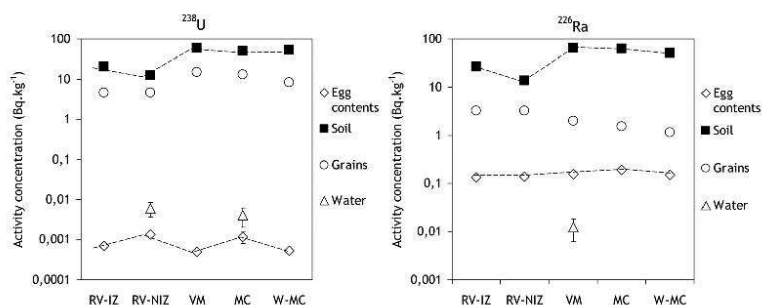 ²³⁸U
Activity concentration (Bq.kg⁻¹)
100
10
1
0,1
0,01
0,001
0,0001
RV-IZ RV-NIZ VM MC W-MC
Egg contents
Soil
Grains
Water
²²⁶Ra
Activity concentration (Bq.kg⁻¹)
100
10
1
0,1
0,01
0,001
RV-IZ RV-NIZ VM MC W-MC
Egg contents
Soil
Grains
Water